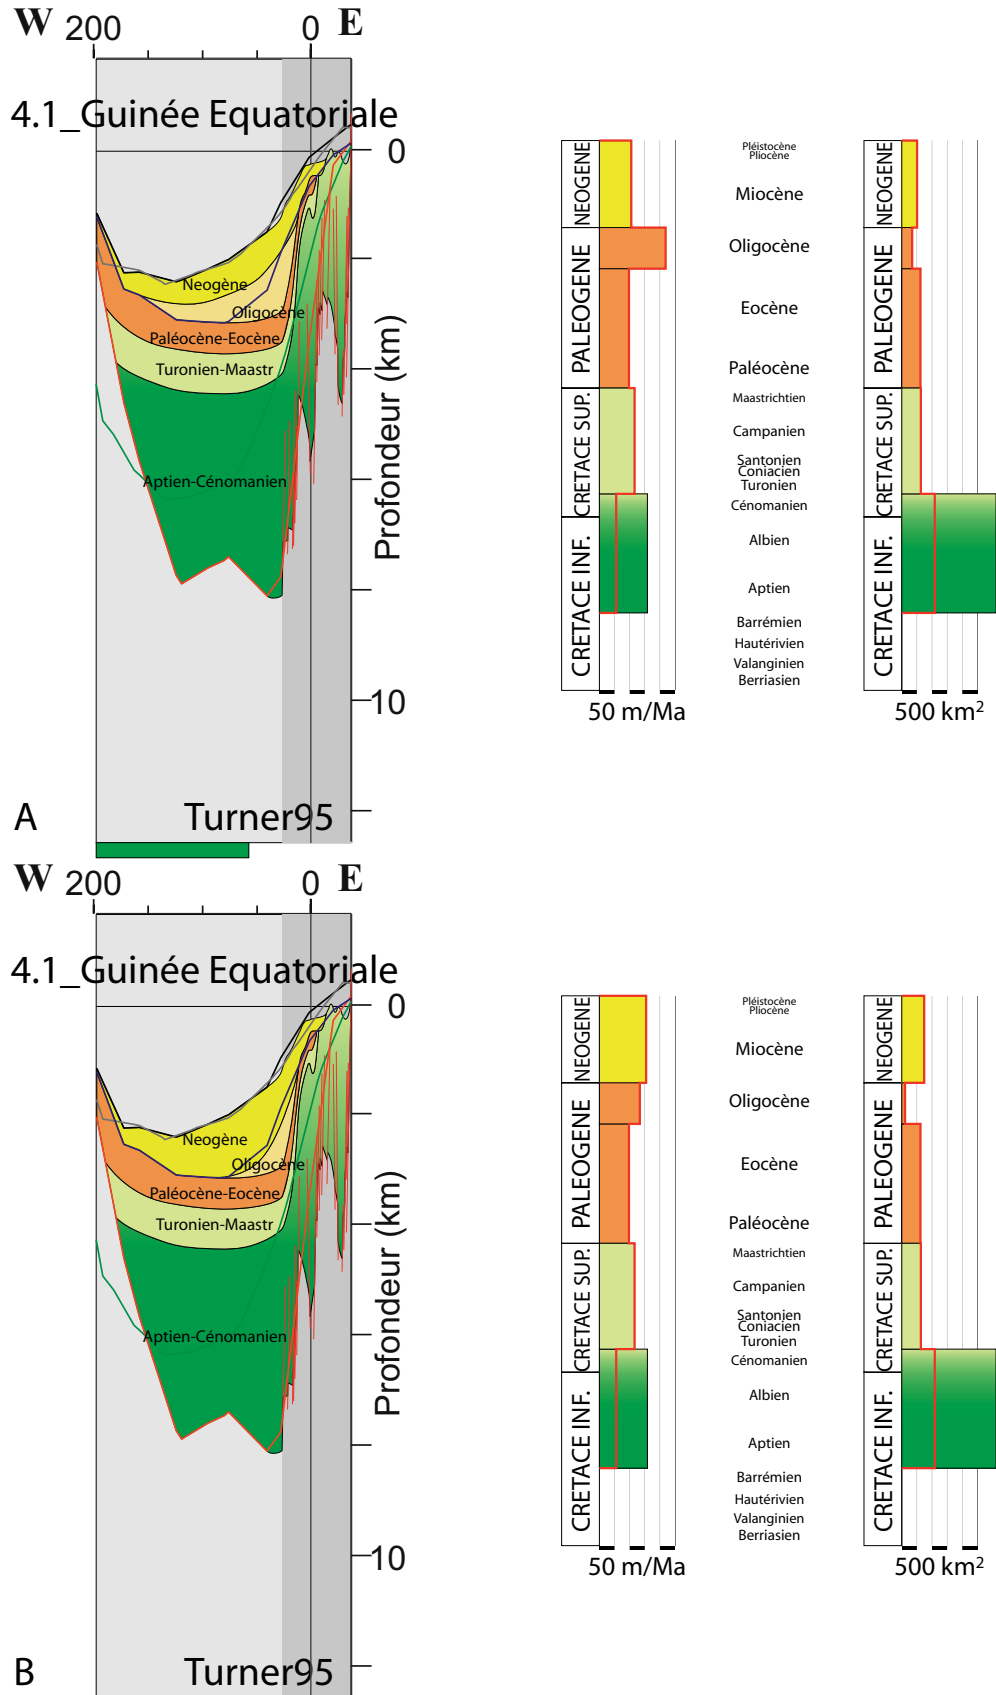 W 200 0 E
4.1_Guinée Equatoriale
0
Neogène
Oligocène
Paléocène-Eocène
Turonien-Maastr
Aptien-Cénomanien
Profondeur (km)
10
A
Turner95
NEOGENE
PALEOGENE
CRETACE SUP.
CRETACE INF.
50 m/Ma
Pléistocène
Pliocène
Miocène
Oligocène
Eocène
Paléocène
Maastrichtien
Campanien
Santonien
Coniacien
Turonien
Cénomanien
Albien
Aptien
Barrémien
Hautérivien
Valanginien
Berriasien
NEOGENE
PALEOGENE
CRETACE SUP.
CRETACE INF.
500 km²
W 200 0 E
4.1_Guinée Equatoriale
0
Neogène
Oligocène
Paléocène-Eocène
Turonien-Maastr
Aptien-Cénomanien
Profondeur (km)
10
B
Turner95
NEOGENE
PALEOGENE
CRETACE SUP.
CRETACE INF.
50 m/Ma
Pléistocène
Pliocène
Miocène
Oligocène
Eocène
Paléocène
Maastrichtien
Campanien
Santonien
Coniacien
Turonien
Cénomanien
Albien
Aptien
Barrémien
Hautérivien
Valanginien
Berriasien
NEOGENE
PALEOGENE
CRETACE SUP.
CRETACE INF.
500 km²